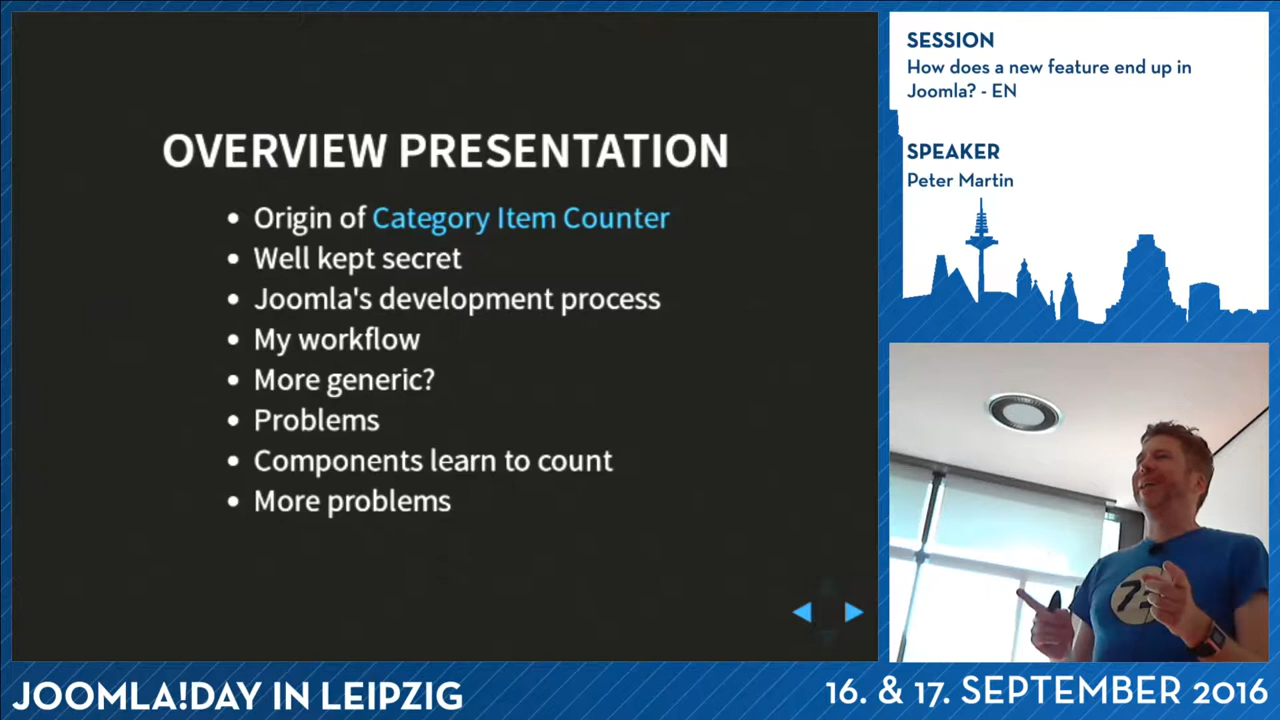 OVERVIEW PRESENTATION
Origin of Category Item Counter
Well kept secret
Joomla's development process
My workflow
More generic?
Problems
Components learn to count
More problems
SESSION
How does a new feature end up in
Joomla? - EN
SPEAKER
Peter Martin
JOOMLA!DAY IN LEIPZIG
16. & 17. SEPTEMBER 2016